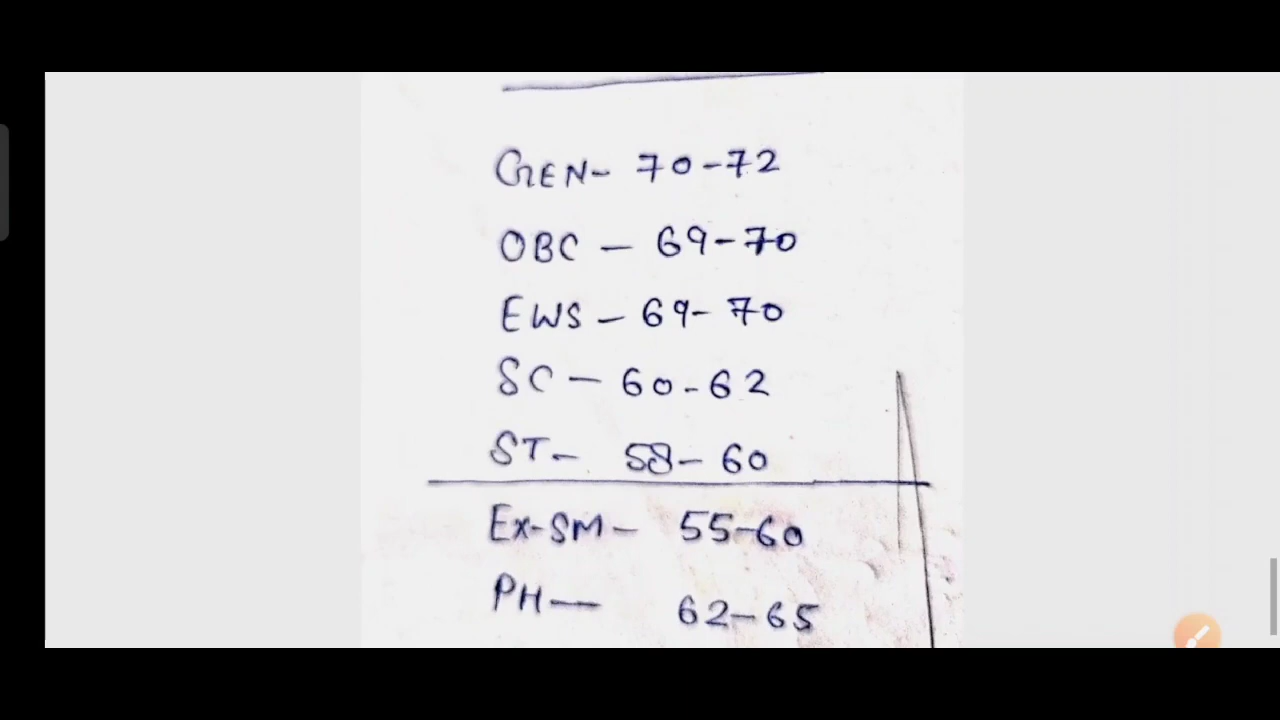 GEN- 70-72
OBC - 69-70
EWS - 69-70
SC - 60-62
ST- 58-60
Ex-SM- 55-60
PH- 62-65